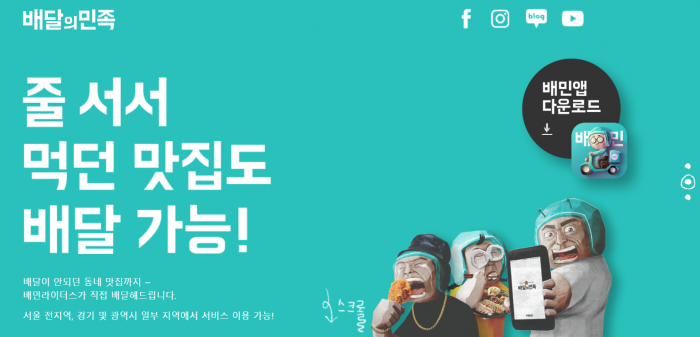 배달의민족
blog
줄 서서
먹던 맛집도
배달 가능!
배민앱
다운로드
배달이 안되던 동네 맛집까지 –
배민라이더스가 직접 배달해드립니다.
서울 전지역, 경기 및 광역시 일부 지역에서 서비스 이용 가능!
스크롤
배달의민족